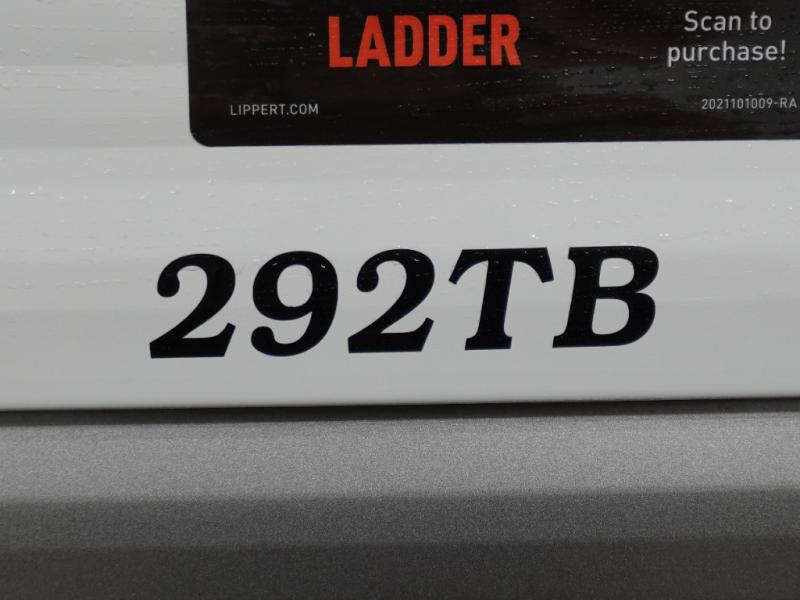 LADDER
Scan to
purchase!
LIPPERT.COM
2021101009-RA
292TB